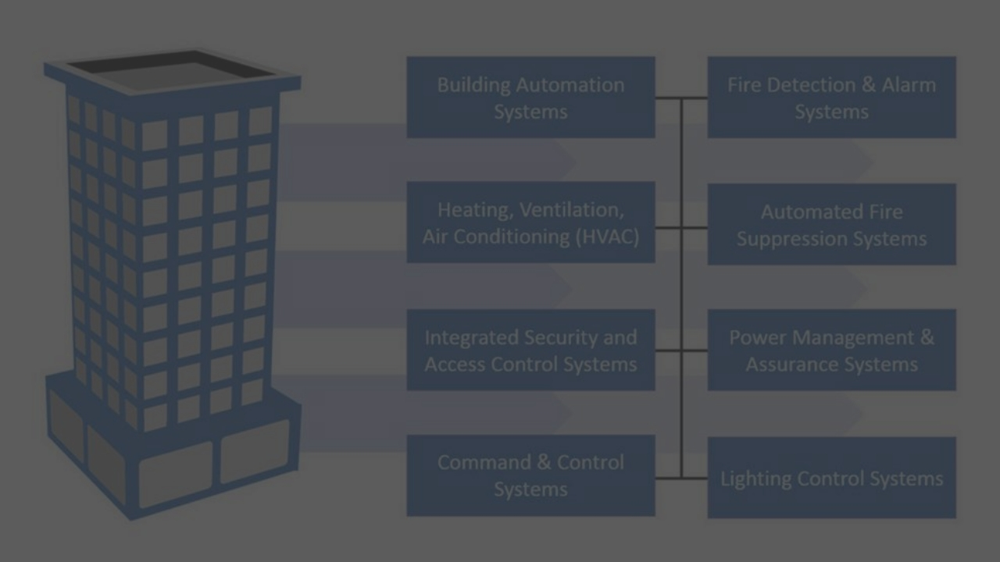 Building Automation
Systems
Fire Detection & Alarm
Systems
Heating, Ventilation,
Air Conditioning (HVAC)
Automated Fire
Suppression Systems
Integrated Security and
Access Control Systems
Power Management &
Assurance Systems
Command & Control
Systems
Lighting Control Systems